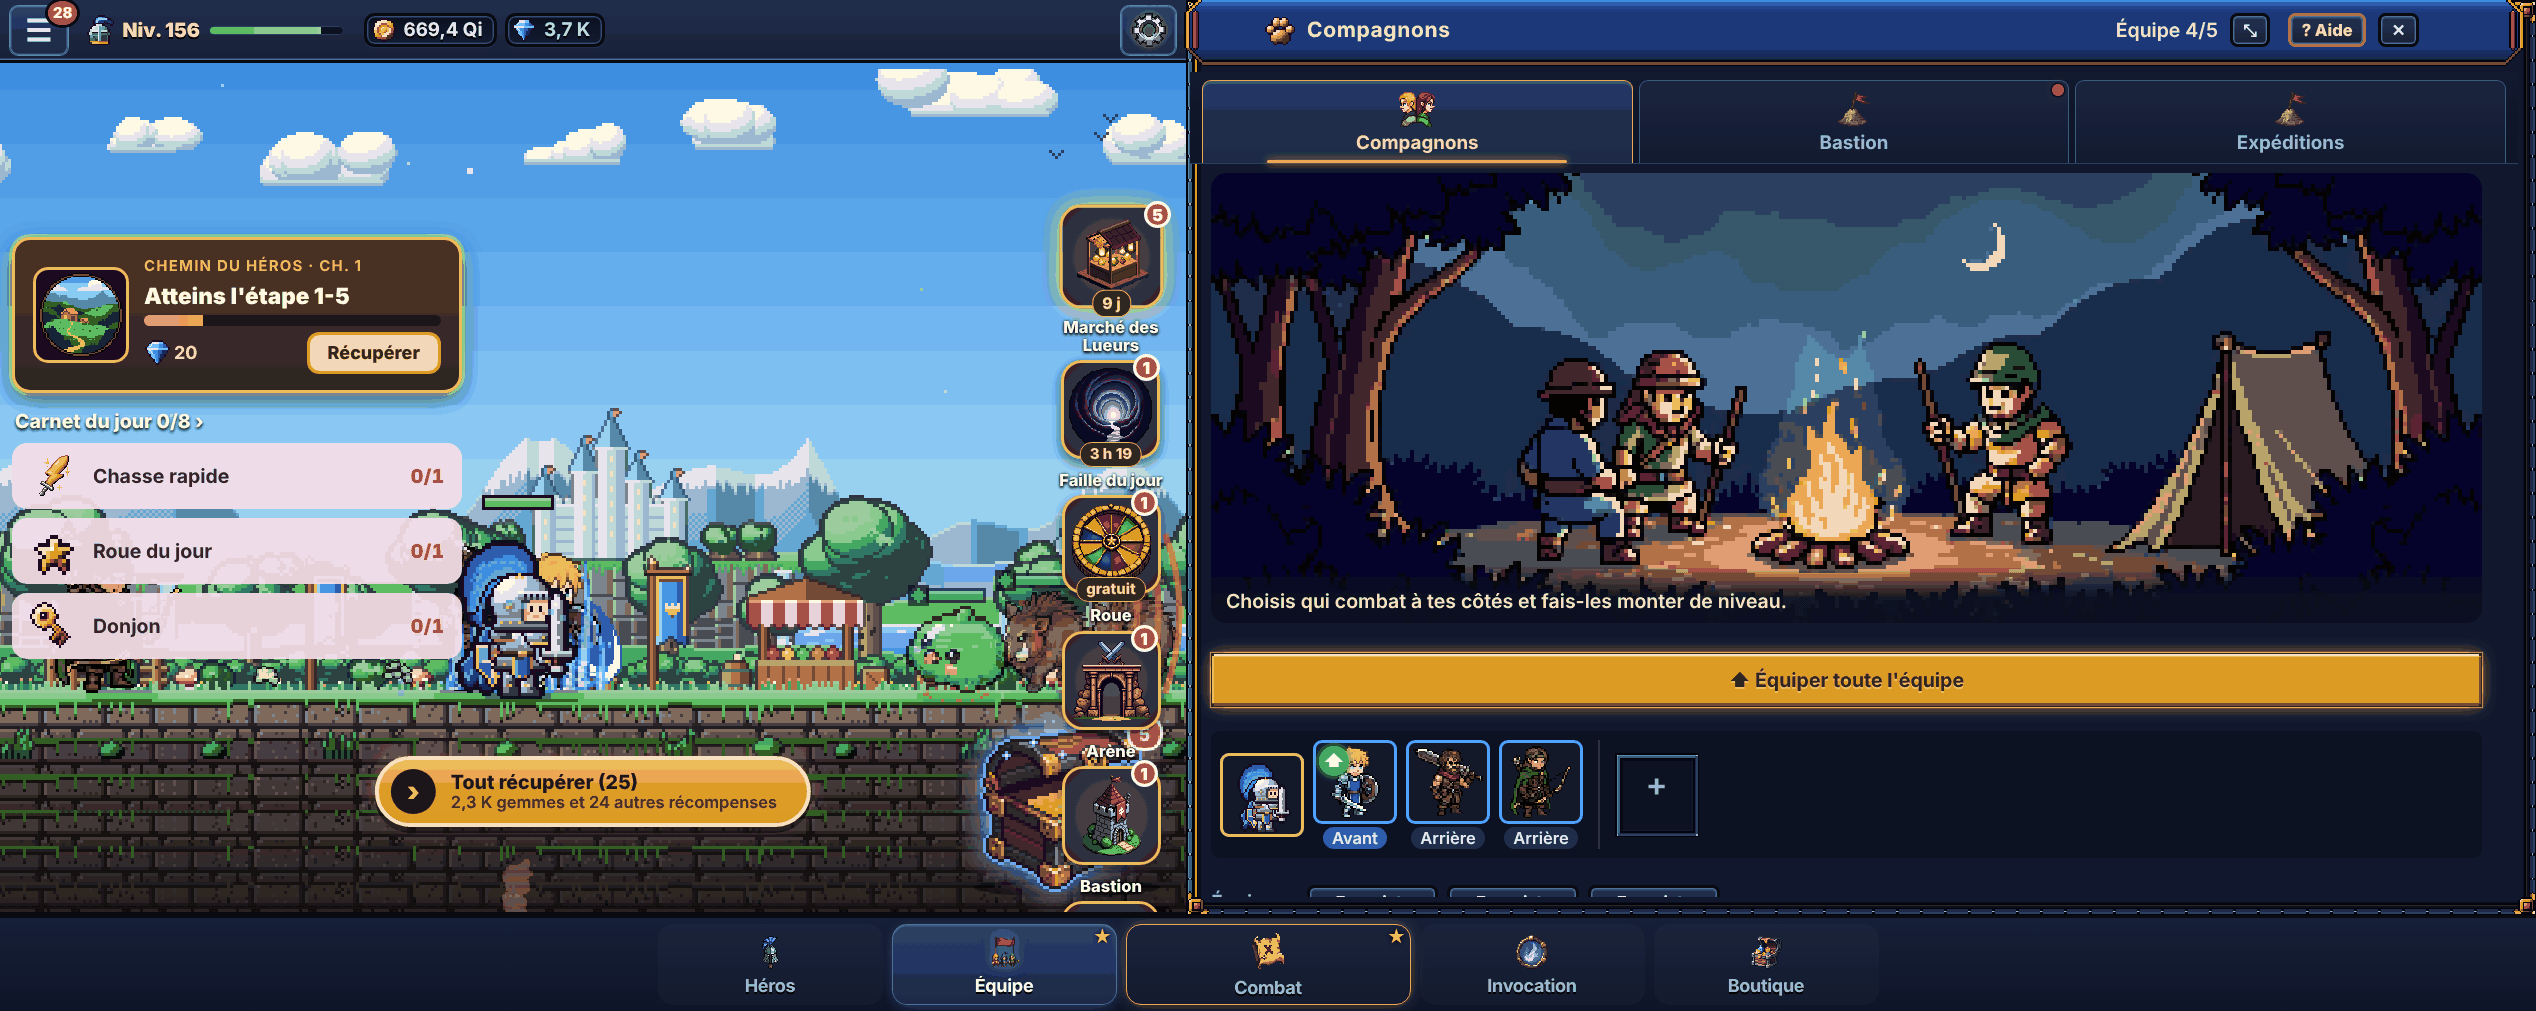 28
Niv. 156
669,4 Qi
3,7 K
Compagnons
Équipe 4/5
? Aide
Compagnons
Bastion
Expéditions
CHEMIN DU HÉROS · CH. 1
Atteins l'étape 1-5
20
Récupérer
Carnet du jour 0/8 ›
Chasse rapide 0/1
Roue du jour 0/1
Donjon 0/1
5
9 j
Marché des
Lueurs
1
3 h 19
Faille du jour
1
gratuit
Roue
1
Arène
5
1
Bastion
Tout récupérer (25)
2,3 K gemmes et 24 autres récompenses
Choisis qui combat à tes côtés et fais-les monter de niveau.
Équiper toute l'équipe
Avant
Arrière
Arrière
+
Héros
Équipe
Combat
Invocation
Boutique